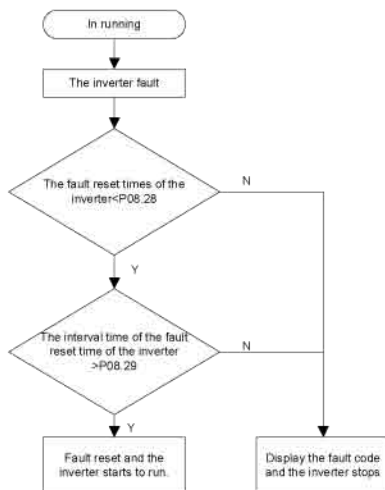 In running
The inverter fault
The fault reset times of the
inverter<P08.28
N
Y
The interval time of the fault
reset time of the inverter
>P08.29
N
Y
Fault reset and the
inverter starts to run.
Display the fault code
and the inverter stops